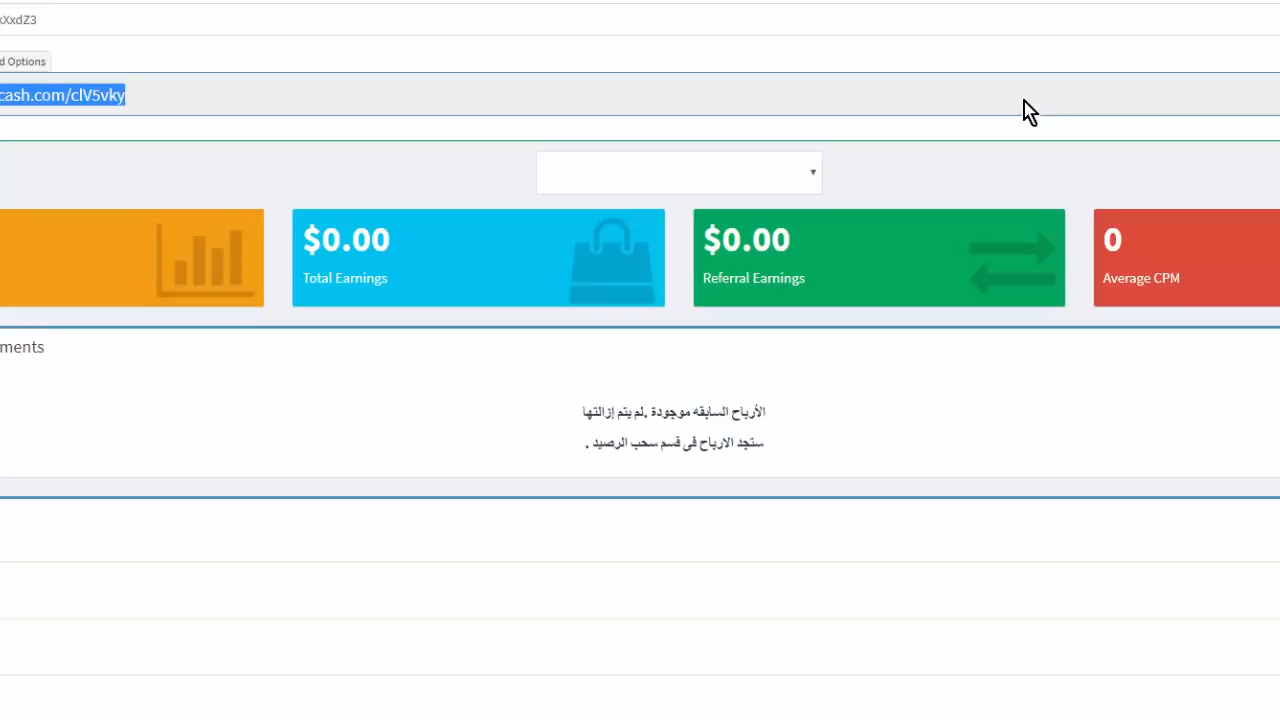 xXxdZ3
d Options
cash.com/clV5vky
$0.00
Total Earnings
$0.00
Referral Earnings
0
Average CPM
ments
الأرباح السابقه موجودة .لم يتم إزالتها
ستجد الارباح فى قسم سحب الرصيد .